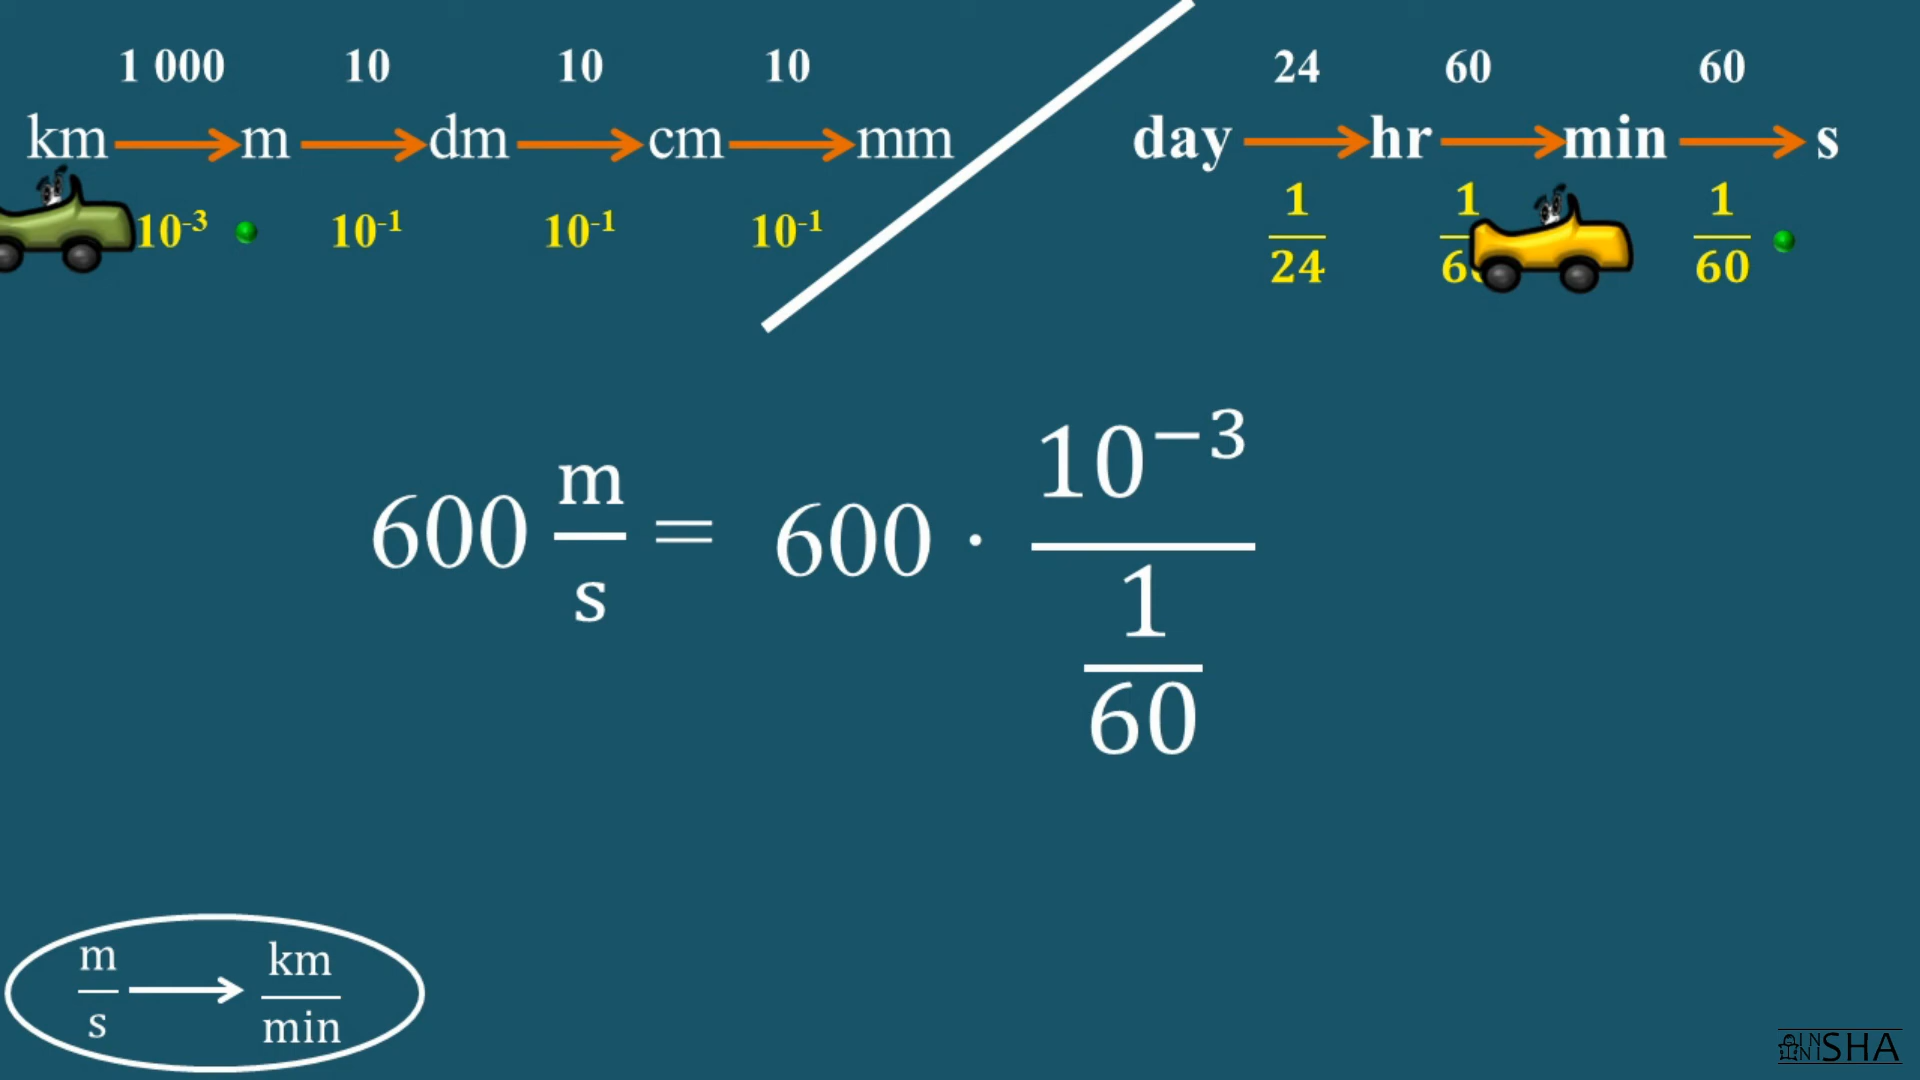 1 000 10 10 10
km m dm cm mm
10⁻³ 10⁻¹ 10⁻¹ 10⁻¹
24 60 60
day hr min s
1/24 1/6 1/60
600 m/s = 600 · 10⁻³/(1/60)
m/s km/min
SHA